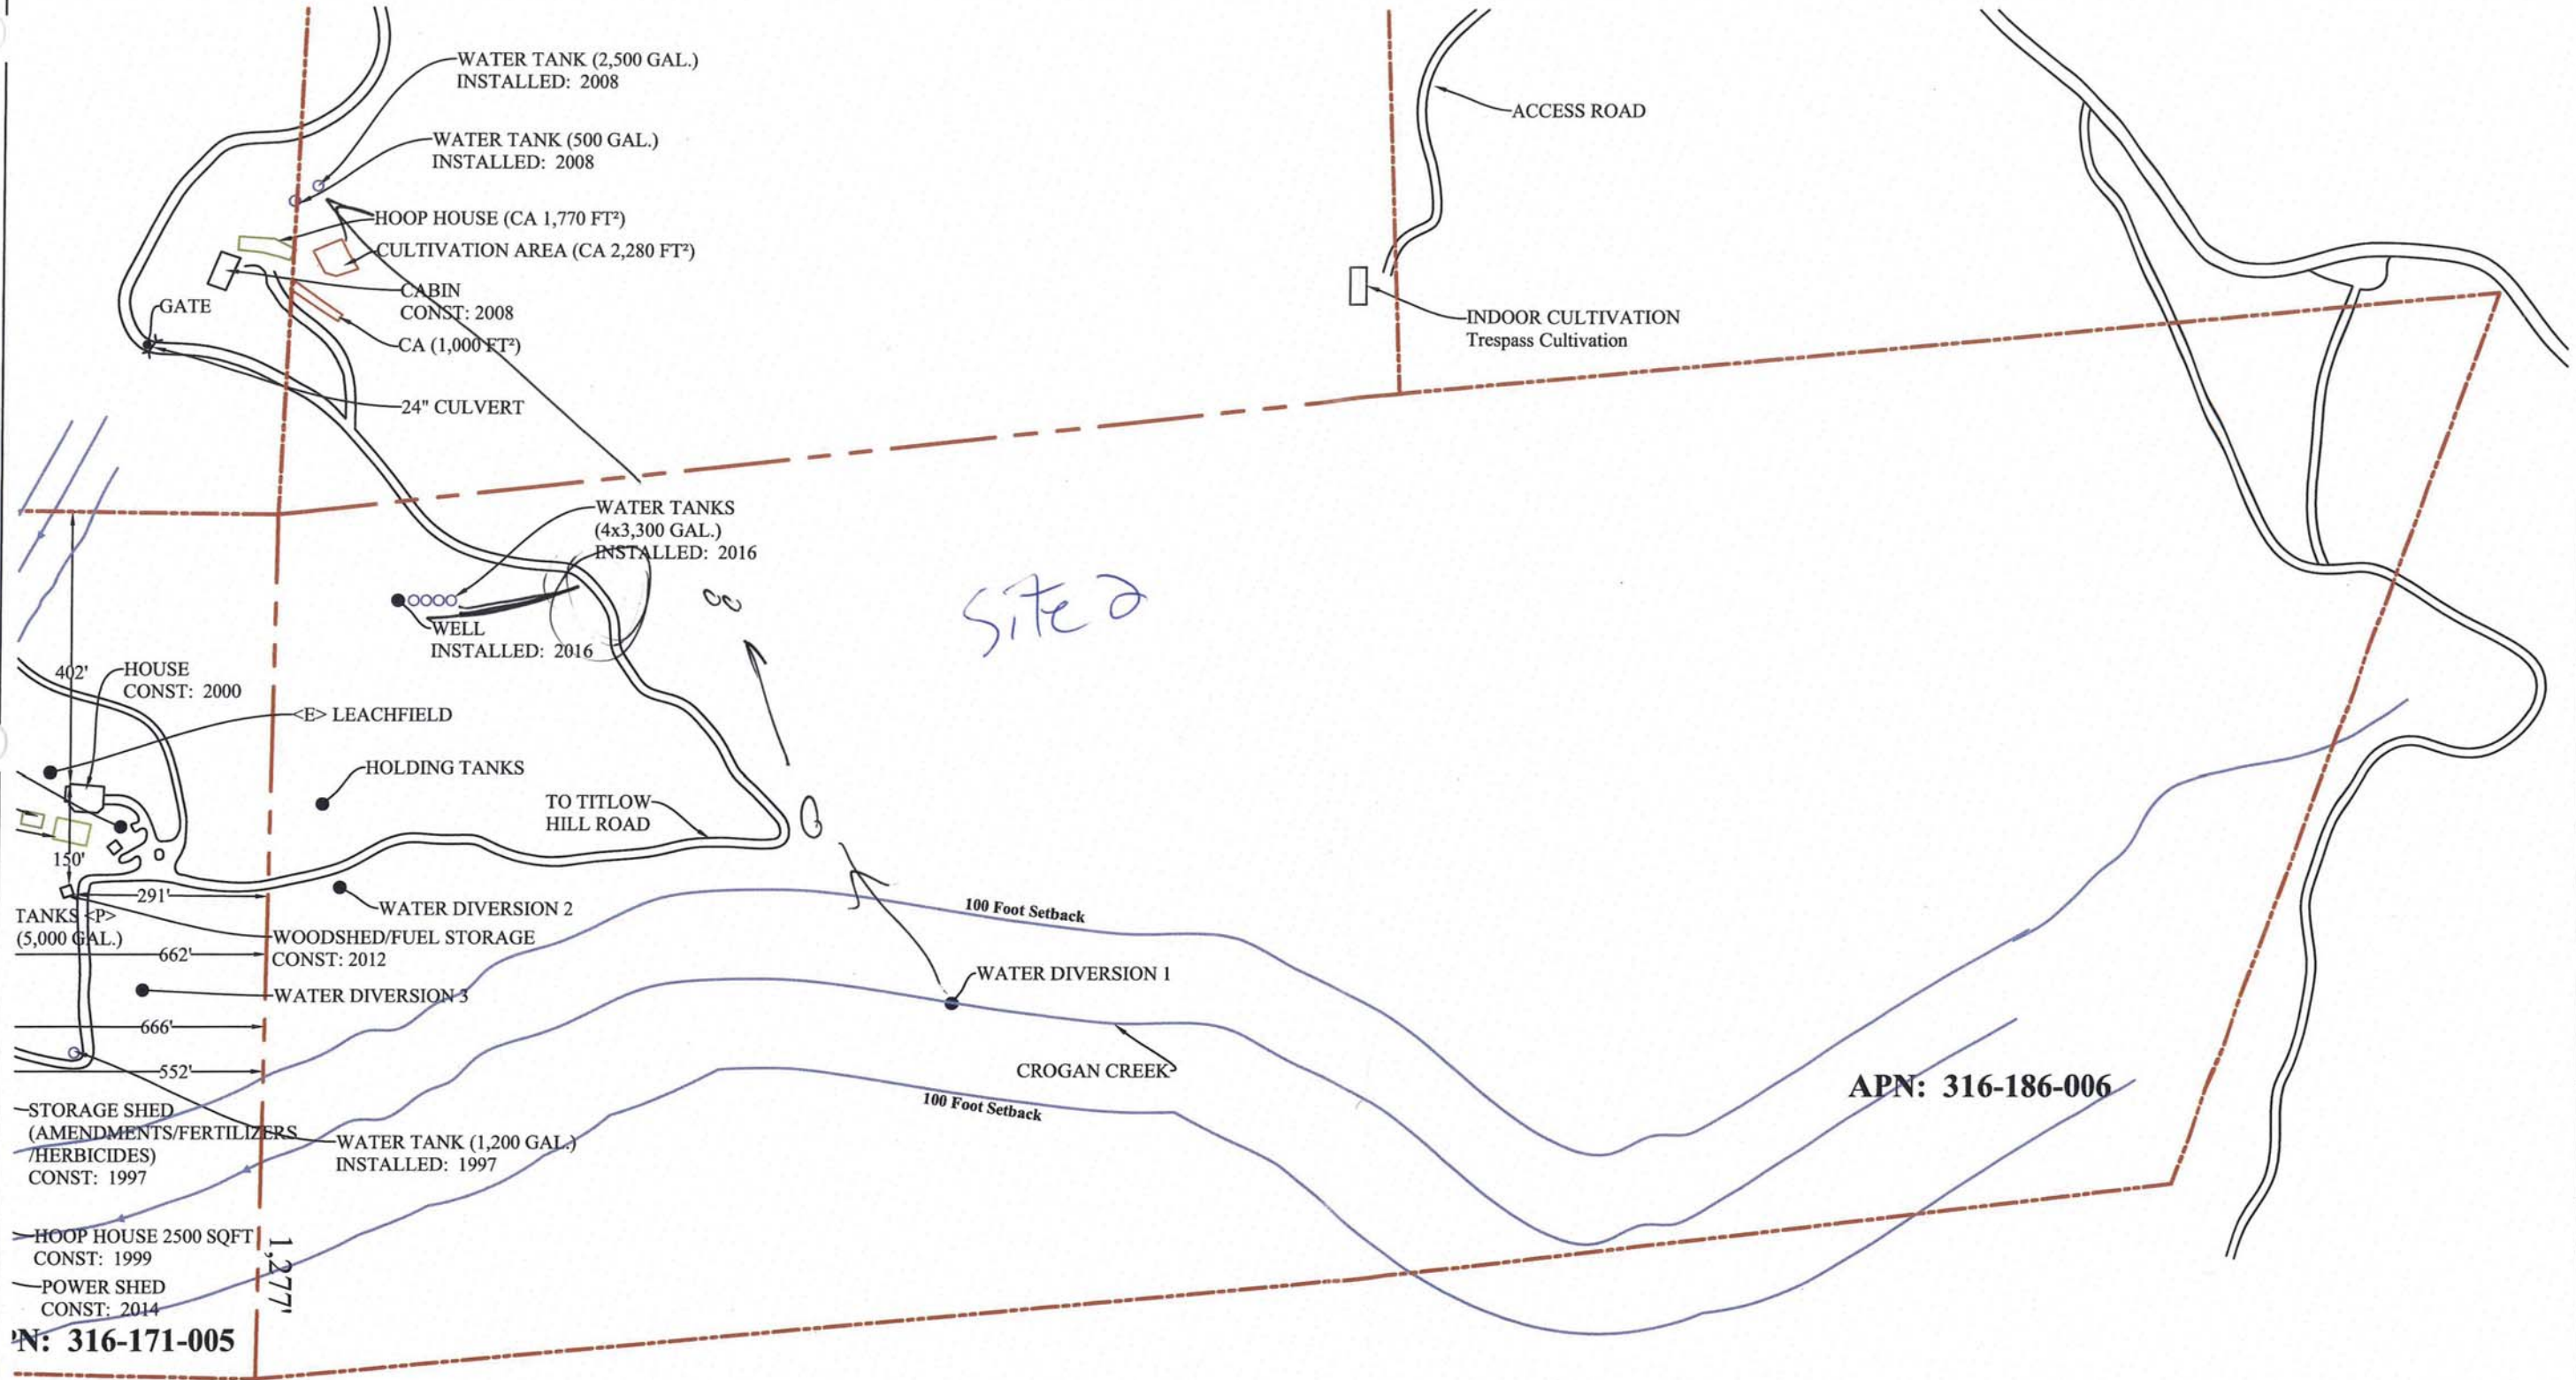 WATER TANK (2,500 GAL.)
INSTALLED: 2008
WATER TANK (500 GAL.)
INSTALLED: 2008
HOOP HOUSE (CA 1,770 FT²)
CULTIVATION AREA (CA 2,280 FT²)
CABIN
CONST: 2008
GATE
CA (1,000 FT²)
24" CULVERT
ACCESS ROAD
INDOOR CULTIVATION
Trespass Cultivation
WATER TANKS
(4x3,300 GAL.)
INSTALLED: 2016
WELL
INSTALLED: 2016
Site 2
402'
HOUSE
CONST: 2000
<E> LEACHFIELD
HOLDING TANKS
TO TITLOW
HILL ROAD
150'
291'
WATER DIVERSION 2
TANKS <P>
(5,000 GAL.)
WOODSHED/FUEL STORAGE
CONST: 2012
662'
WATER DIVERSION 3
666'
552'
100 Foot Setback
WATER DIVERSION 1
CROGAN CREEK
100 Foot Setback
APN: 316-186-006
STORAGE SHED
(AMENDMENTS/FERTILIZERS
/HERBICIDES)
CONST: 1997
WATER TANK (1,200 GAL.)
INSTALLED: 1997
HOOP HOUSE 2500 SQFT
CONST: 1999
1,277'
POWER SHED
CONST: 2014
PN: 316-171-005